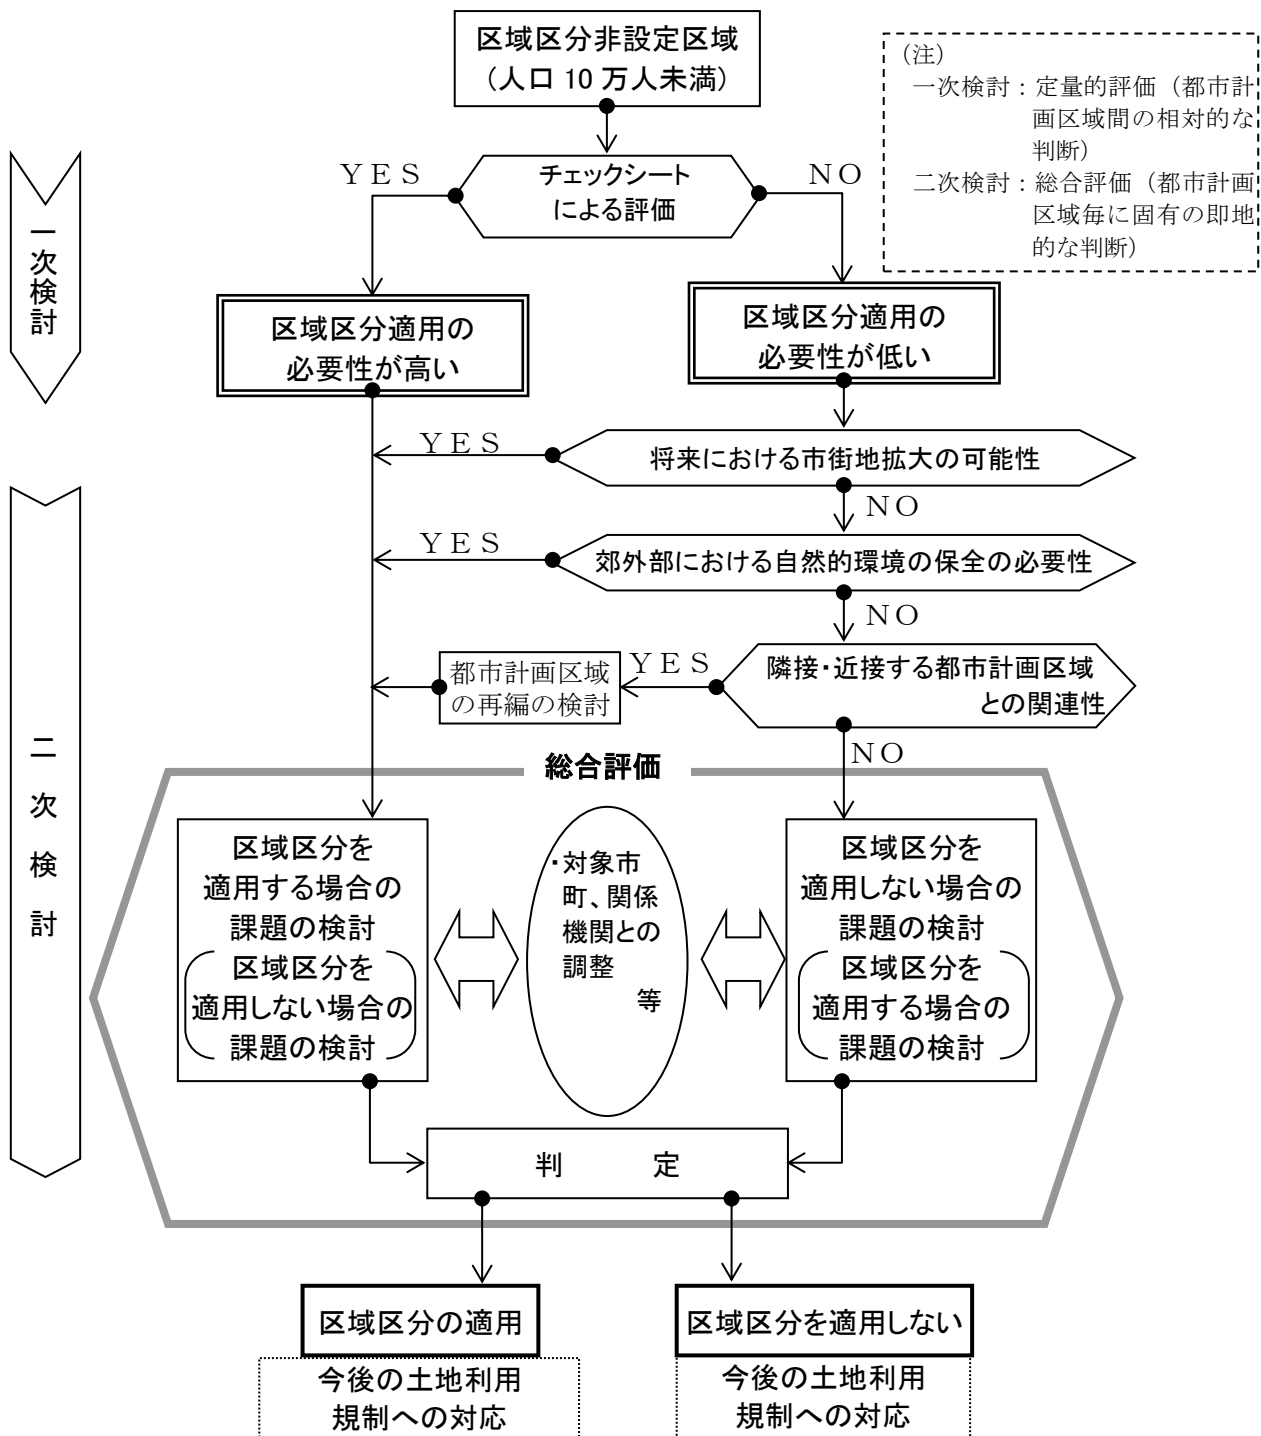 区域区分非設定区域
（人口 10 万人未満）
（注）
一次検討：定量的評価（都市計
画区域間の相対的な
判断）
二次検討：総合評価（都市計画
区域毎に固有の即地
的な判断）
一次検討
ＹＥＳ
チェックシート
による評価
ＮＯ
区域区分適用の
必要性が高い
区域区分適用の
必要性が低い
ＹＥＳ
将来における市街地拡大の可能性
ＮＯ
ＹＥＳ
郊外部における自然的環境の保全の必要性
ＮＯ
二次検討
都市計画区域
の再編の検討
ＹＥＳ
隣接・近接する都市計画区域
との関連性
ＮＯ
総合評価
区域区分を
適用する場合の
課題の検討
区域区分を
適用しない場合の
課題の検討
・対象市
町、関係
機関との
調整
等
区域区分を
適用しない場合の
課題の検討
区域区分を
適用する場合の
課題の検討
判　　定
区域区分の適用
区域区分を適用しない
今後の土地利用
規制への対応
今後の土地利用
規制への対応